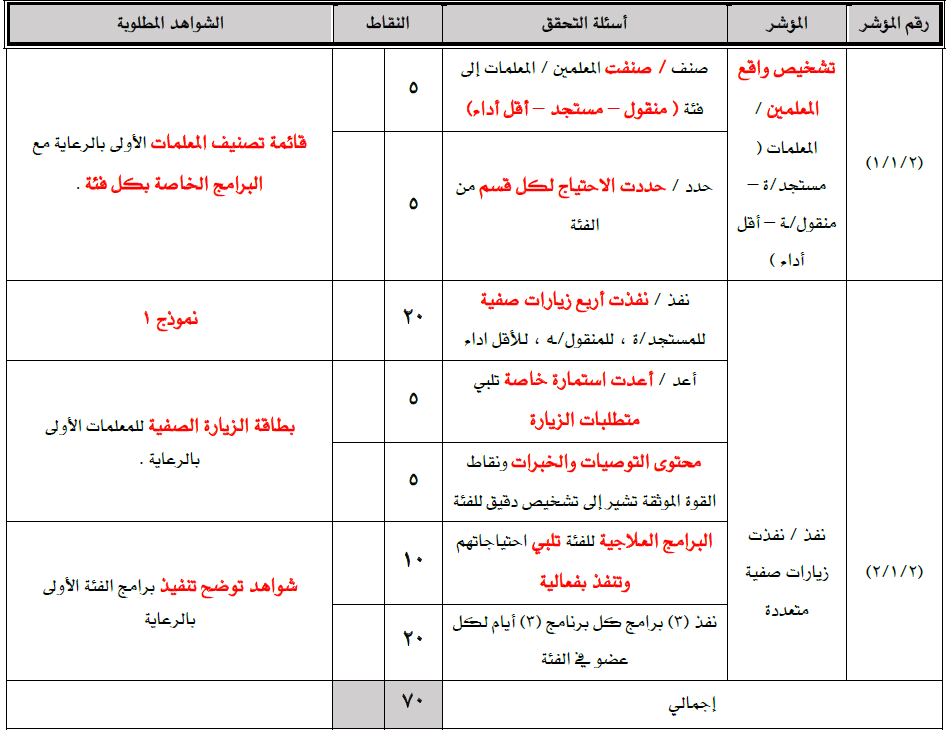 رقم المؤشر
المؤشر
أسئلة التحقق
النقاط
الشواهد المطلوبة
(١/١/٢)
تشخيص واقع
المعلمين /
المعلمات (
مستجد/ة –
منقول/ـة – أقل
أداء )
صنف / صنفت المعلمين / المعلمات إلى
فئة ( منقول – مستجد – أقل أداء)
٥
حدد / حددت الاحتياج لكل قسم من
الفئة
٥
قائمة تصنيف المعلمات الأولى بالرعاية مع
البرامج الخاصة بكل فئة .
(٢/١/٢)
نفذ / نفذت
زيارات صفية
متعددة
نفذ / نفذت أربع زيارات صفية
للمستجد/ة ، للمنقول/ـه ، للأقل اداء
٢٠
نموذج ١
أعد / أعدت استمارة خاصة تلبي
متطلبات الزيارة
٥
محتوى التوصيات والخبرات ونقاط
القوة الموثقة تشير إلى تشخيص دقيق للفئة
٥
بطاقة الزيارة الصفية للمعلمات الأولى
بالرعاية .
البرامج العلاجية للفئة تلبي احتياجاتهم
وتنفذ بفعالية
١٠
نفذ (٣) برامج كل برنامج (٣) أيام لكل
عضو في الفئة
٢٠
شواهد توضح تنفيذ برامج الفئة الأولى
بالرعاية
إجمالي
٧٠